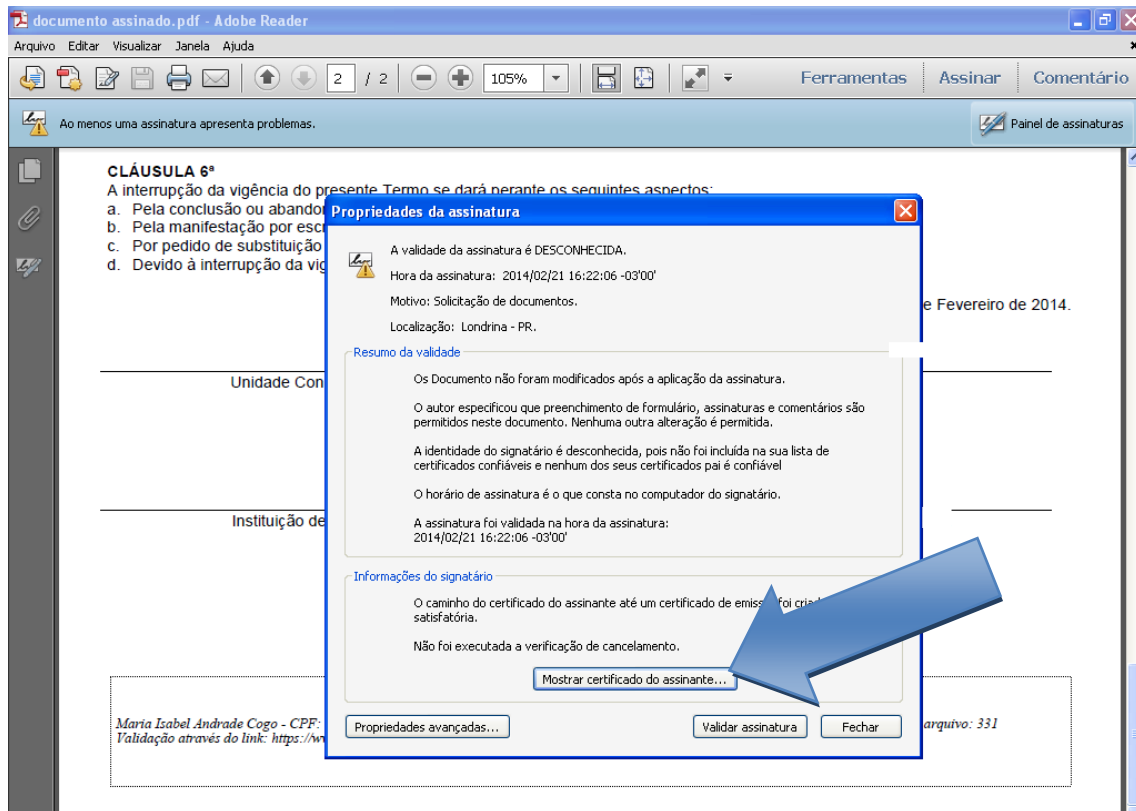 documento assinado.pdf - Adobe Reader
Arquivo Editar Visualizar Janela Ajuda
2 / 2 105% Ferramentas Assinar Comentário
Ao menos uma assinatura apresenta problemas. Painel de assinaturas
CLÁUSULA 6ª
A interrupção da vigência do presente Termo se dará perante os seguintes aspectos:
a. Pela conclusão ou
b. Pela manifestação por
c. Por pedido de substituição
d. Devido à interrupção da
e Fevereiro de 2014.
Unidade
Instituição de
Propriedades da assinatura
A validade da assinatura é DESCONHECIDA.
Hora da assinatura: 2014/02/21 16:22:06 -03'00'
Motivo: Solicitação de documentos.
Localização: Londrina - PR.
Resumo da validade
Os Documento não foram modificados após a aplicação da assinatura.
O autor especificou que preenchimento de formulário, assinaturas e comentários são
permitidos neste documento. Nenhuma outra alteração é permitida.
A identidade do signatário é desconhecida, pois não foi incluída na sua lista de
certificados confiáveis e nenhum dos seus certificados pai é confiável
O horário de assinatura é o que consta no computador do signatário.
A assinatura foi validada na hora da assinatura:
2014/02/21 16:22:06 -03'00'
Informações do signatário
O caminho do certificado do assinante até um certificado de foi
satisfatória.
Não foi executada a verificação de cancelamento.
Mostrar certificado do assinante...
Propriedades avançadas... Validar assinatura Fechar
Maria Isabel Andrade Cogo - CPF: arquivo: 331
Validação através do link: